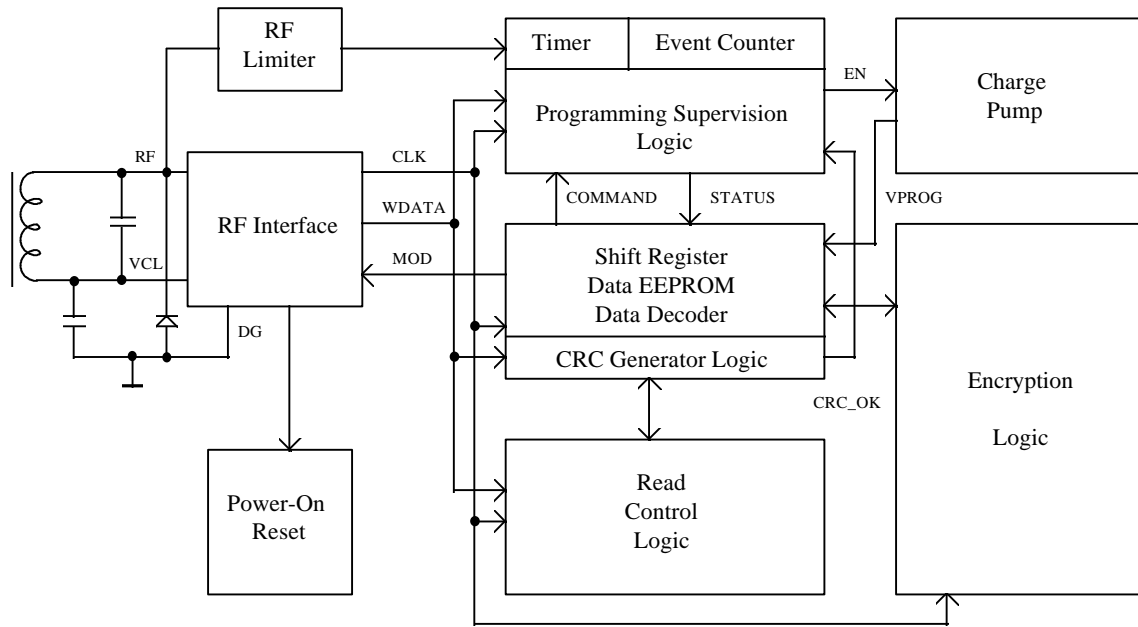 RF
Limiter
Timer
Event Counter
EN
Charge
Pump
Programming Supervision
Logic
RF
CLK
COMMAND
STATUS
VPROG
WDATA
RF Interface
VCL
MOD
Shift Register
Data EEPROM
Data Decoder
DG
CRC Generator Logic
CRC_OK
Encryption
Logic
Power-On
Reset
Read
Control
Logic